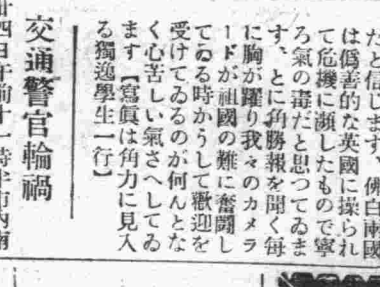 だと信じます、佛白兩國
は僞善的な英國に操られ
て危機に瀕したもので寧
ろ氣の毒だと思つてゐま
す、とに角勝報を聞く毎
に胸が躍り我々のカメラ
ードが祖國の難に奮鬪し
てゐる時かうして歡迎を
受けてゐるのが何んとな
く心苦しい氣さへしてゐ
ます【寫眞は角力に見入
る獨逸學生一行】
交通警官輪禍
廿四日午前十一時半市内南